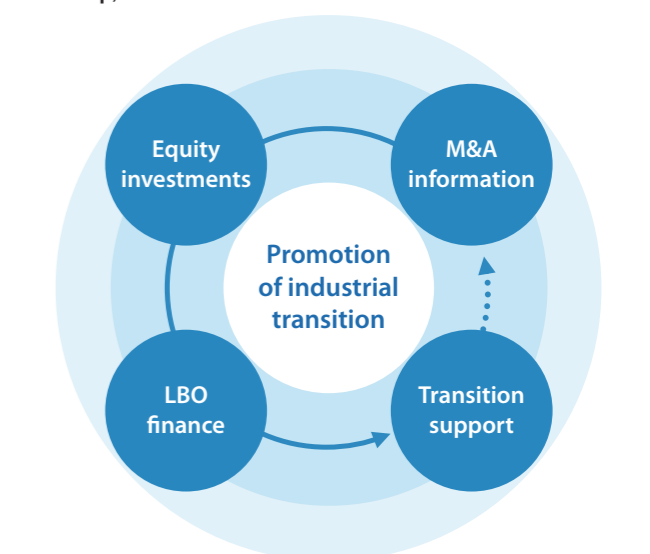 Equity
investments
M&A
information
Promotion
of industrial
transition
LBO
finance
Transition
support